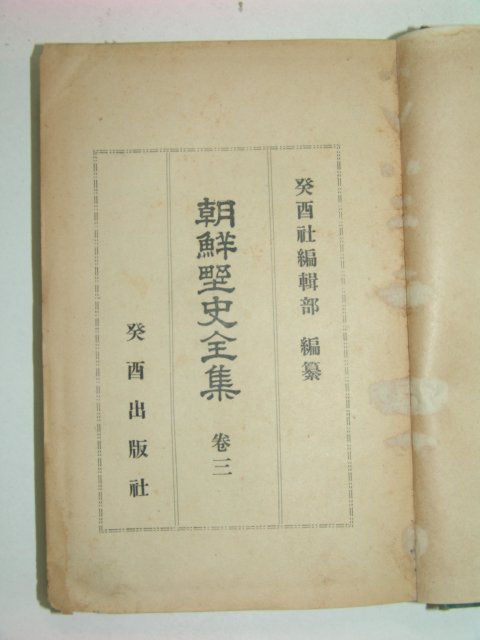 癸酉社編輯部 編纂
朝鮮野史全集 卷三
癸酉出版社